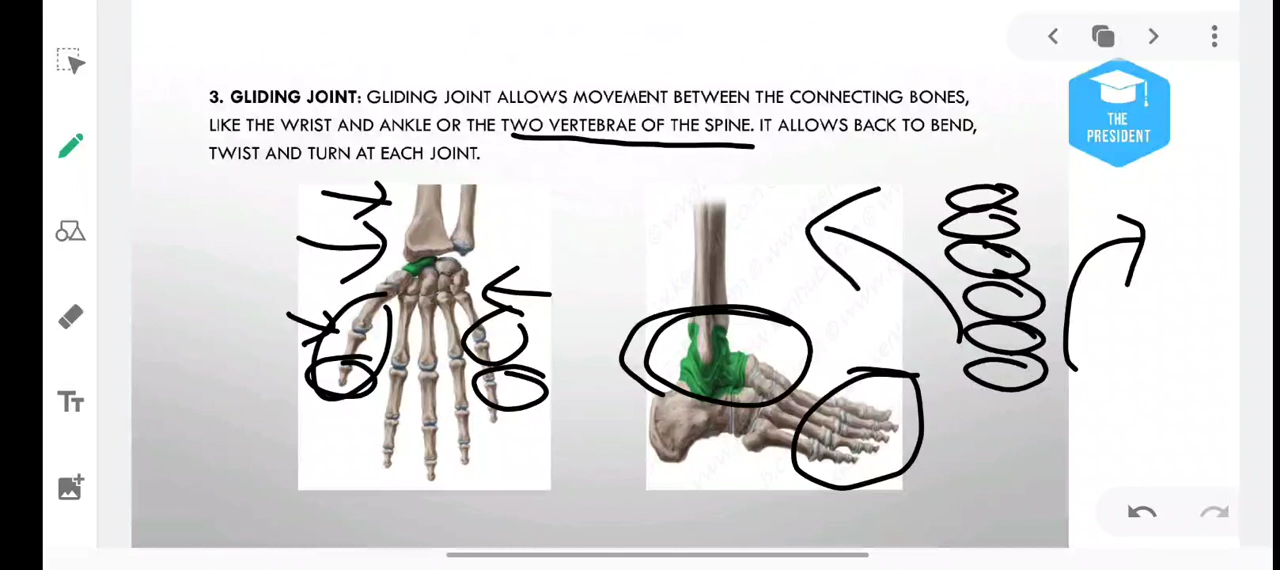 3. GLIDING JOINT: GLIDING JOINT ALLOWS MOVEMENT BETWEEN THE CONNECTING BONES,
LIKE THE WRIST AND ANKLE OR THE TWO VERTEBRAE OF THE SPINE. IT ALLOWS BACK TO BEND,
TWIST AND TURN AT EACH JOINT.
THE
PRESIDENT
TT